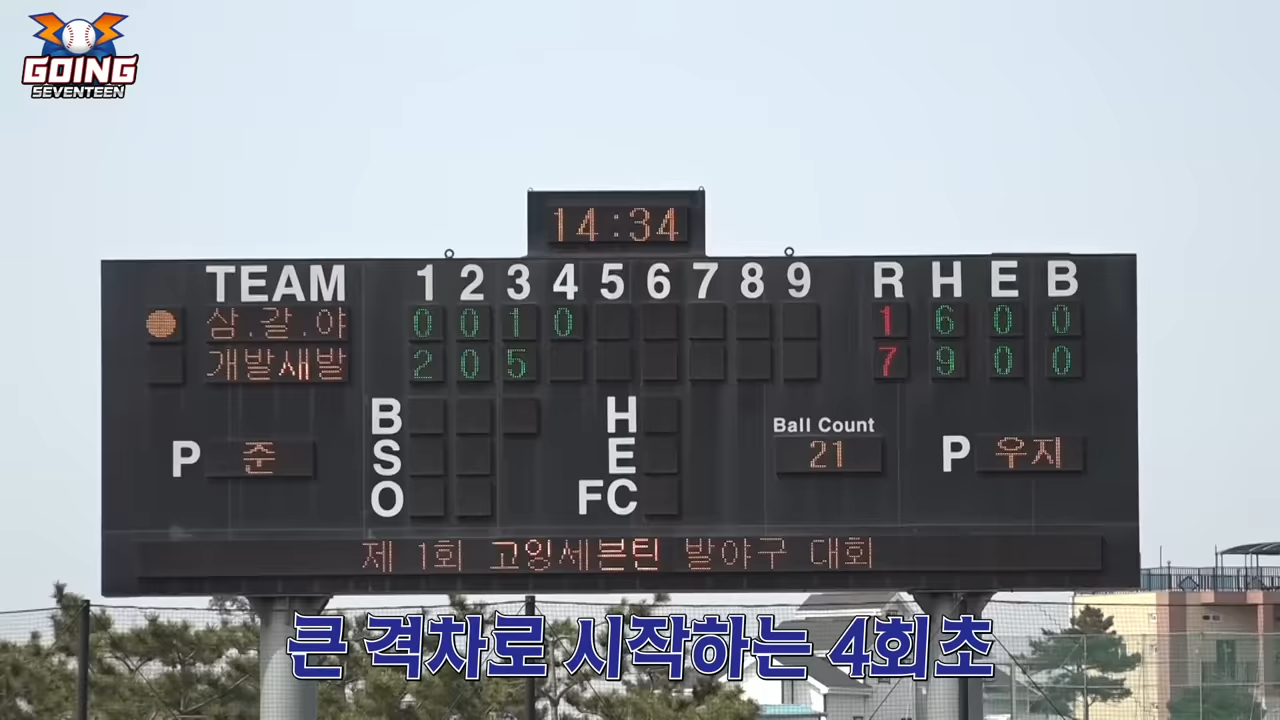 GOING
SEVENTEEN
14:34
TEAM 1 2 3 4 5 6 7 8 9 R H E B
삼.갈.야 0 0 1 0 1 6 0 0
개발새발 2 0 5 7 9 0 0
B H
S E
O FC
P 준
Ball Count
21
P 우지
제 1회 고잉세븐틴 발야구 대회
큰 격차로 시작하는 4회초